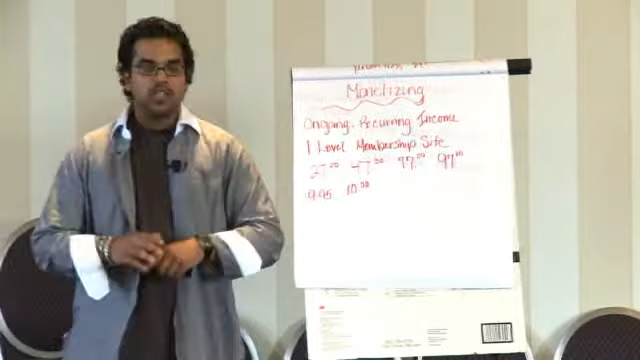 Monetizing
Ongoing, Recurring Income
1 Level Membership Site
27.00 47.00 97.00 97.00
9.95 10.00